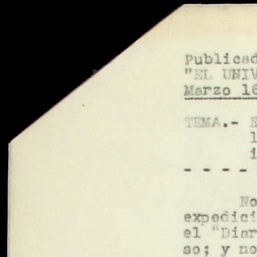 Publicad
"EL UNIV
Marzo 16
TEMA.- E
l
i
- - - -
No
expedici
el "Diar
so; y no